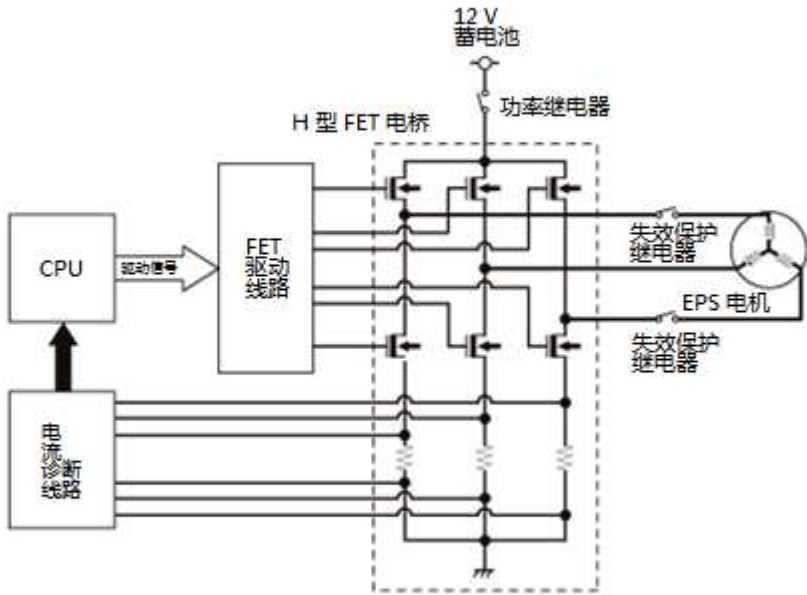 12 V
蓄电池
功率继电器
H 型 FET 电桥
失效保护
继电器
CPU
驱动信号
FET
驱动
线路
EPS 电机
失效保护
继电器
电
流
诊断
线路